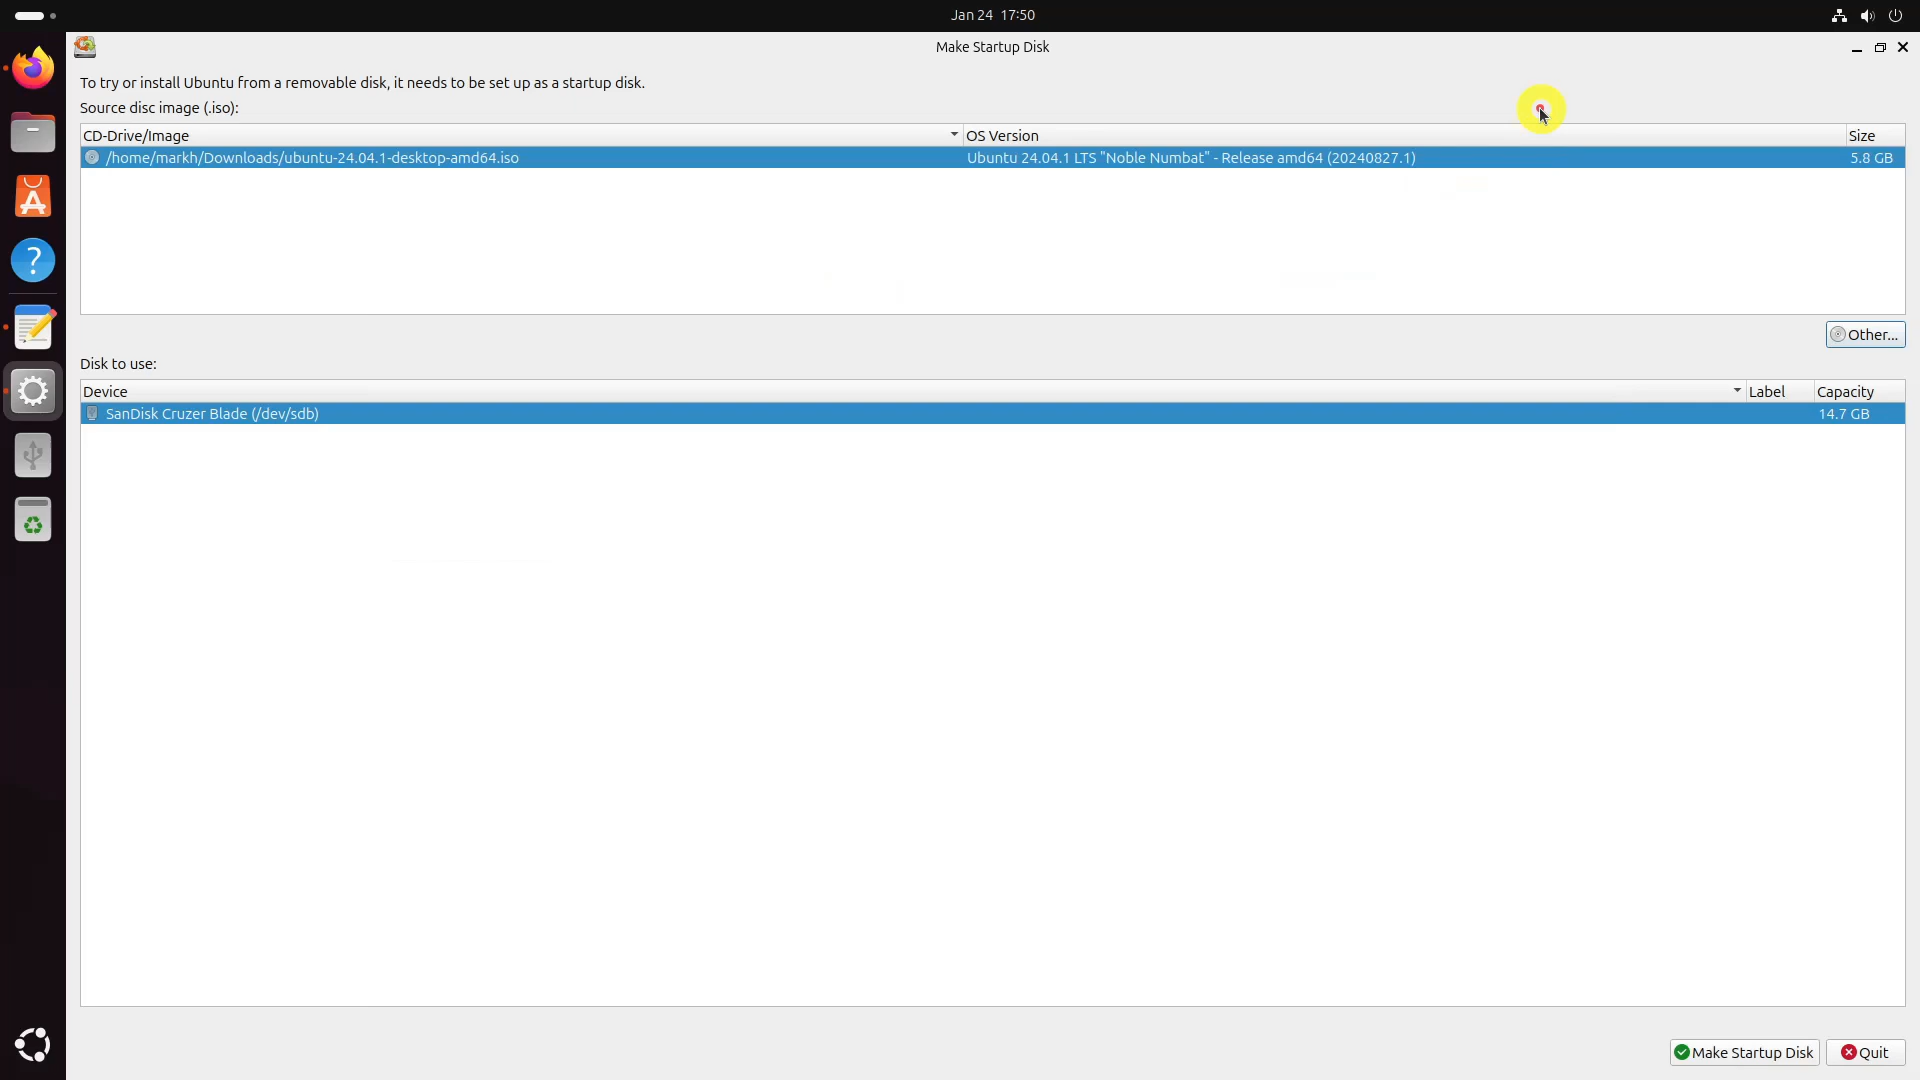 Jan 24 17:50
Make Startup Disk
To try or install Ubuntu from a removable disk, it needs to be set up as a startup disk.
Source disc image (.iso):
CD-Drive/Image OS Version Size
/home/markh/Downloads/ubuntu-24.04.1-desktop-amd64.iso Ubuntu 24.04.1 LTS "Noble Numbat" - Release amd64 (20240827.1) 5.8 GB
Other...
Disk to use:
Device Label Capacity
SanDisk Cruzer Blade (/dev/sdb) 14.7 GB
Make Startup Disk Quit